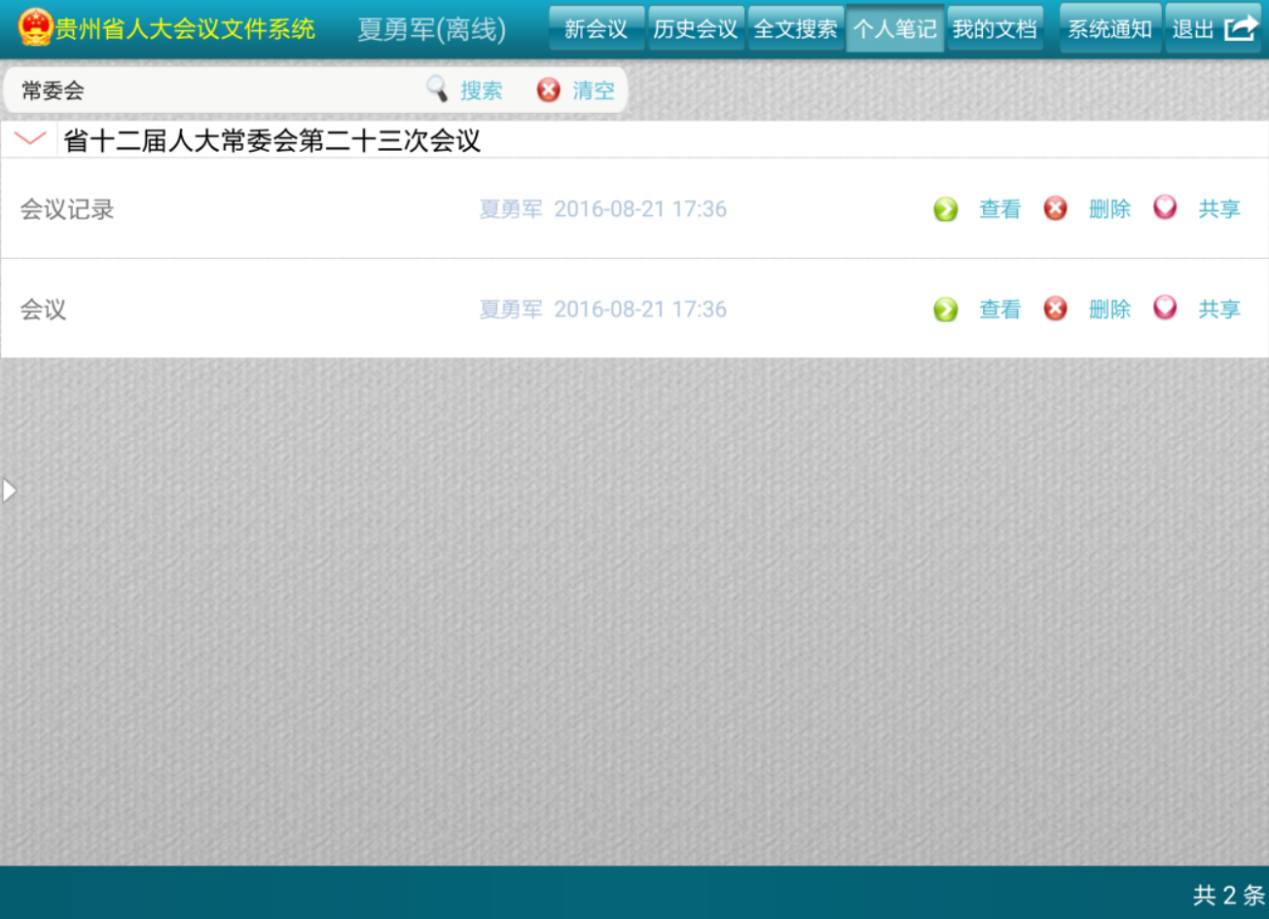 贵州省人大会议文件系统 夏勇军(离线) 新会议 历史会议 全文搜索 个人笔记 我的文档 系统通知 退出
常委会 搜索 清空
省十二届人大常委会第二十三次会议
会议记录 夏勇军 2016-08-21 17:36 查看 删除 共享
会议 夏勇军 2016-08-21 17:36 查看 删除 共享
共 2 条